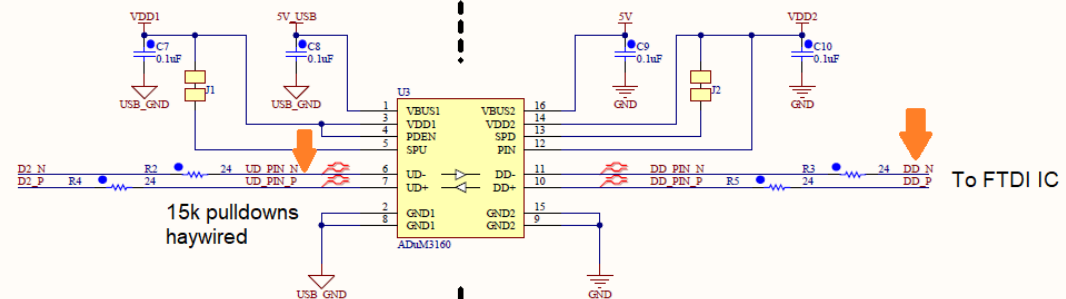 VDD1
5V_USB
5V
VDD2
C7
0.1uF
C8
0.1uF
C9
0.1uF
C10
0.1uF
USB_GND
J1
USB_GND
GND
J2
GND
U3
1 VBUS1 VBUS2 16
3 VDD1 VDD2 14
4 PDEN SPD 13
5 SPU PIN 12
D2_N R2 24 UD_PIN_N 6 UD- DD- 11 DD_PIN_N R3 24 DD_N
D2_P R4 24 UD_PIN_P 7 UD+ DD+ 10 DD_PIN_P R5 24 DD_P
To FTDI IC
15k pulldowns
haywired
2 GND1 GND2 15
8 GND1 GND2 9
ADuM3160
USB_GND
GND